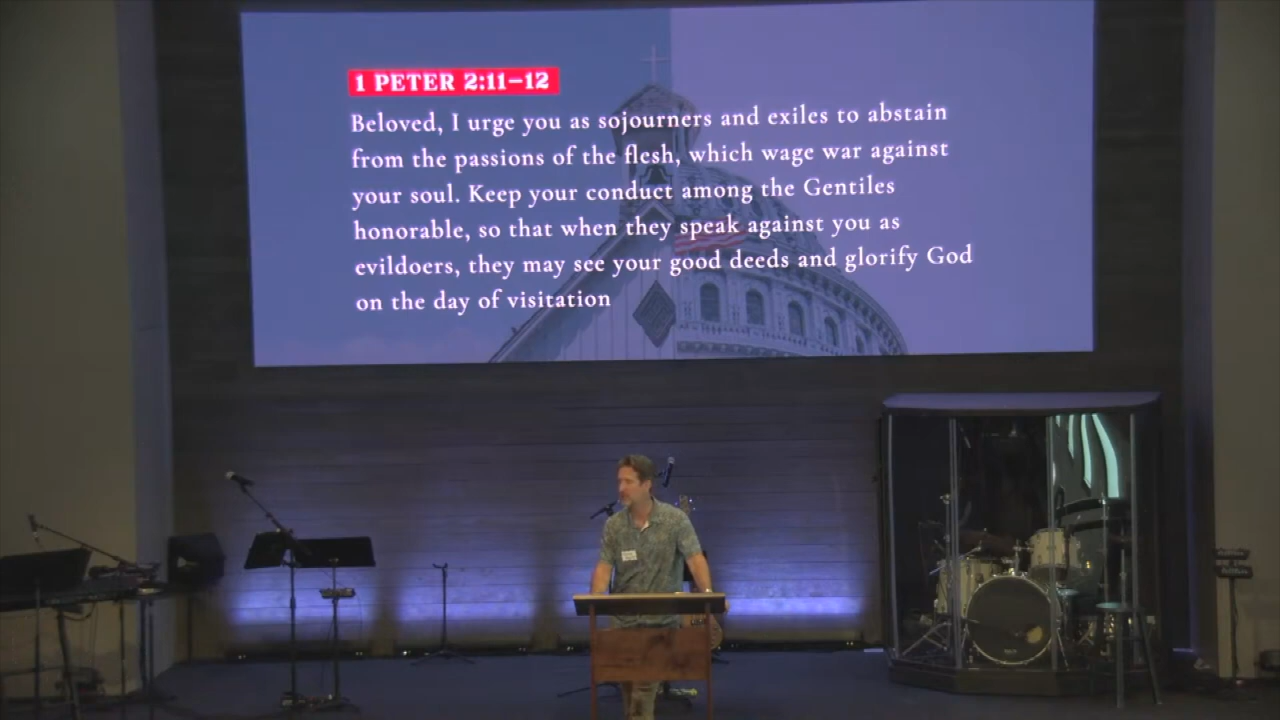 1 PETER 2:11–12
Beloved, I urge you as sojourners and exiles to abstain
from the passions of the flesh, which wage war against
your soul. Keep your conduct among the Gentiles
honorable, so that when they speak against you as
evildoers, they may see your good deeds and glorify God
on the day of visitation